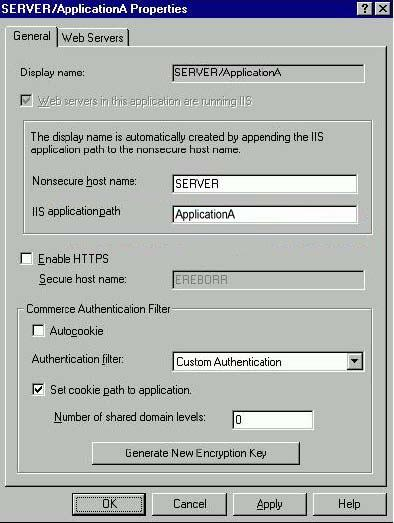 SERVER/ApplicationA Properties
General
Web Servers
Display name:
SERVER/ApplicationA
Web servers in this application are running IIS
The display name is automatically created by appending the IIS
application path to the nonsecure host name.
Nonsecure host name:
SERVER
IIS applicationpath
ApplicationA
Enable HTTPS
Secure host name:
EREBORR
Commerce Authentication Filter
Autocookie
Authentication filter:
Custom Authentication
Set cookie path to application.
Number of shared domain levels:
0
Generate New Encryption Key
OK
Cancel
Apply
Help